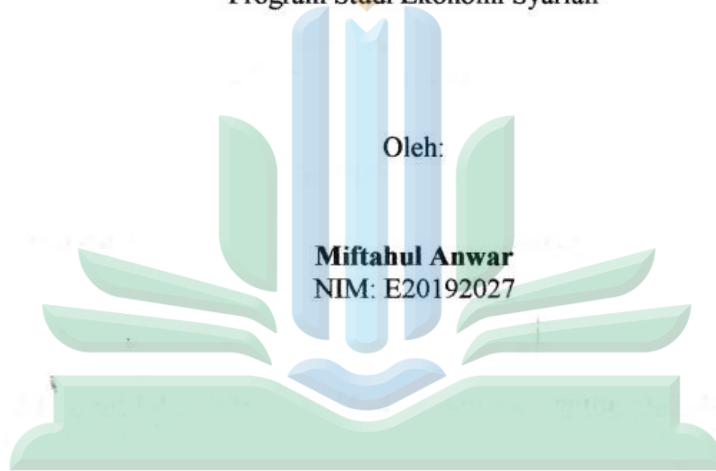 Program Studi Ekonomi Syariah
Oleh:
Miftahul Anwar
NIM: E20192027